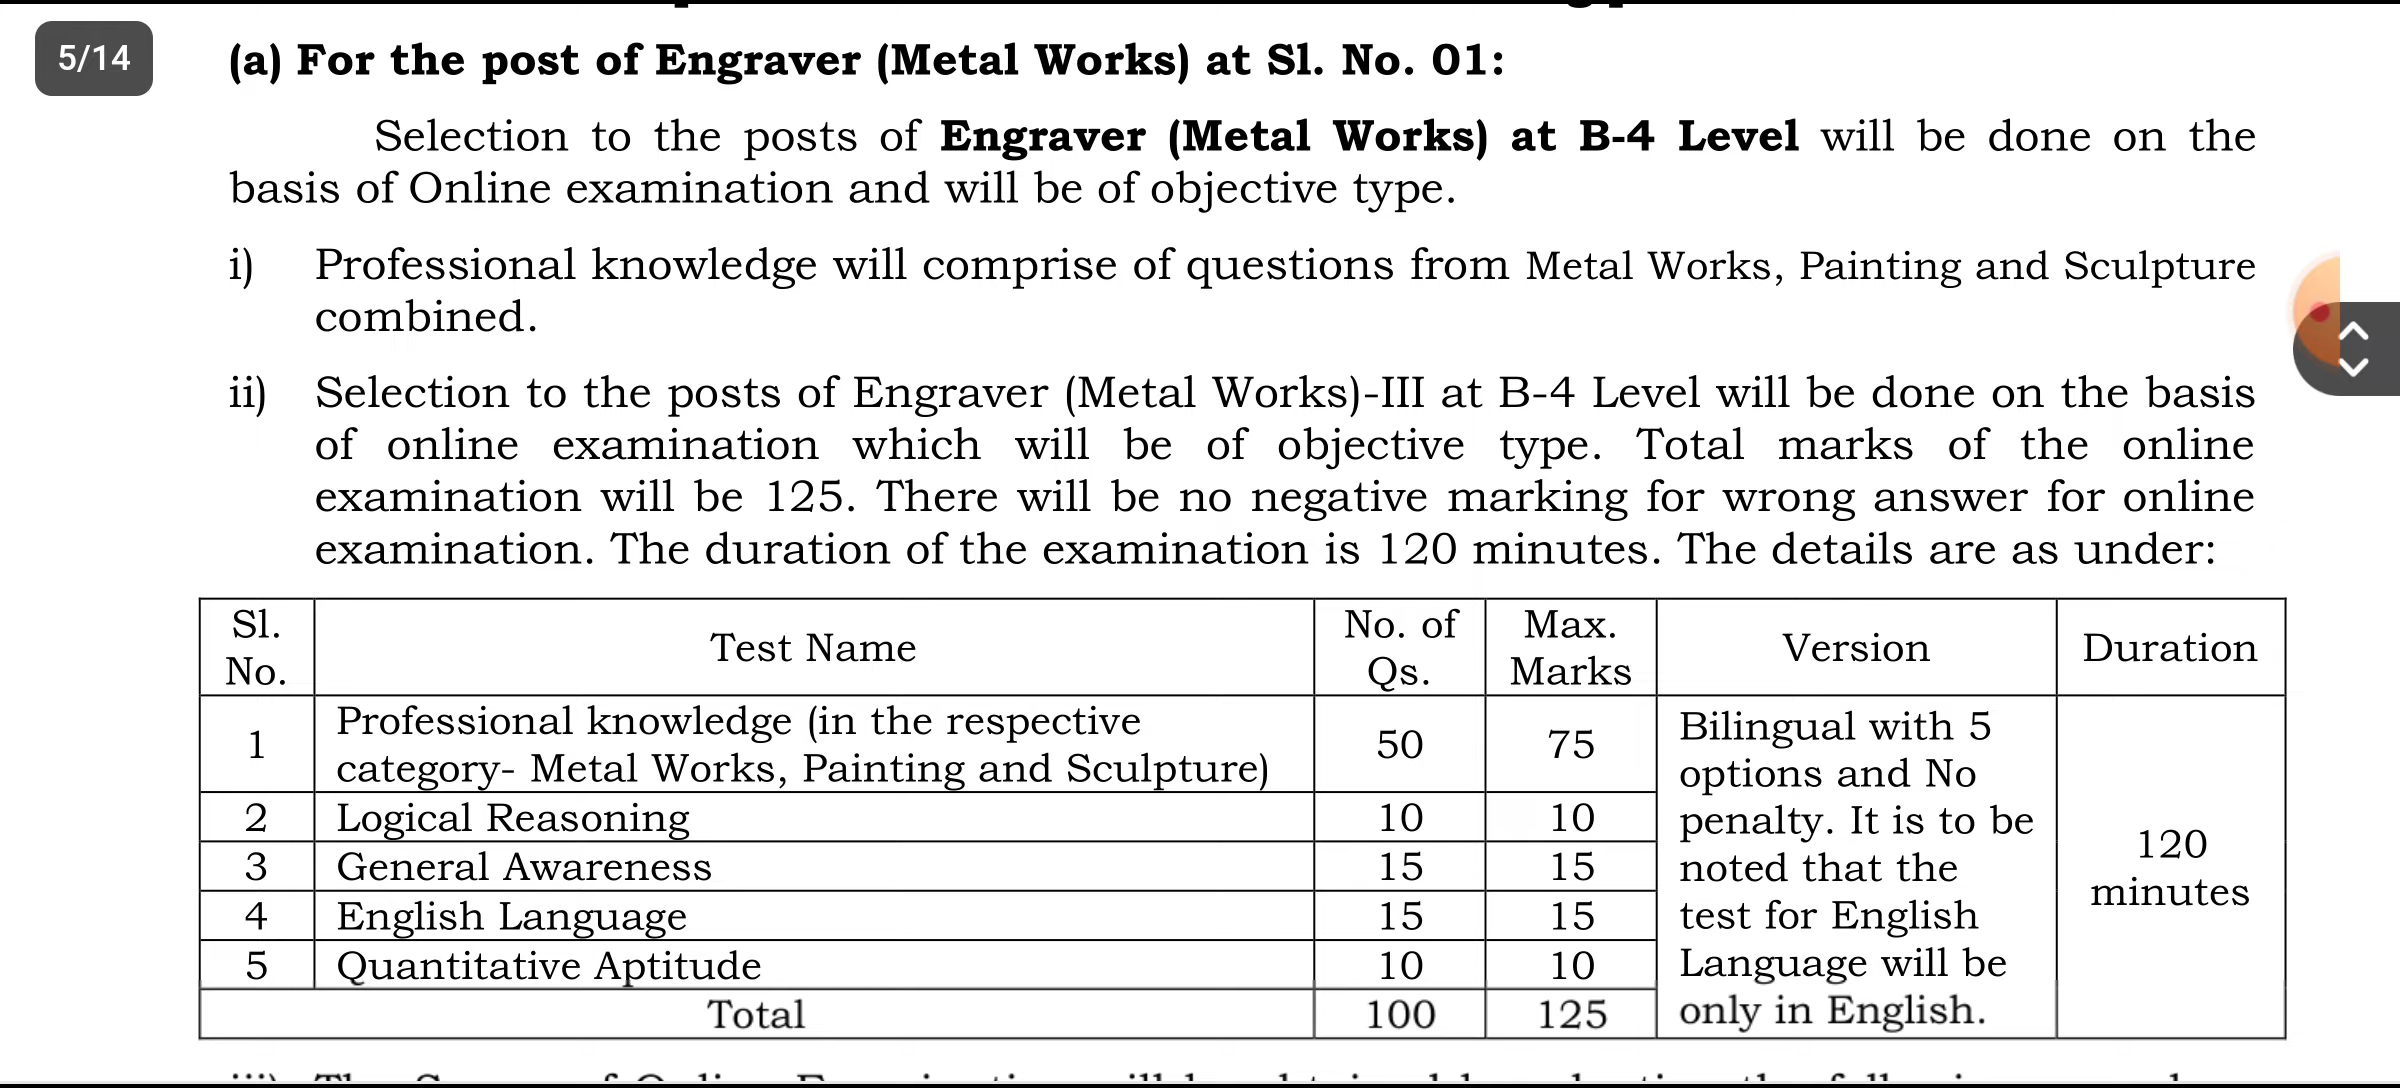 5/14
(a) For the post of Engraver (Metal Works) at Sl. No. 01:
Selection to the posts of Engraver (Metal Works) at B-4 Level will be done on the
basis of Online examination and will be of objective type.
i) Professional knowledge will comprise of questions from Metal Works, Painting and Sculpture
combined.
ii) Selection to the posts of Engraver (Metal Works)-III at B-4 Level will be done on the basis
of online examination which will be of objective type. Total marks of the online
examination will be 125. There will be no negative marking for wrong answer for online
examination. The duration of the examination is 120 minutes. The details are as under:
Sl. No. Test Name No. of Qs. Max. Marks Version Duration
1 Professional knowledge (in the respective category- Metal Works, Painting and Sculpture) 50 75
2 Logical Reasoning 10 10
3 General Awareness 15 15
4 English Language 15 15
5 Quantitative Aptitude 10 10
Total 100 125
Bilingual with 5
options and No
penalty. It is to be
noted that the
test for English
Language will be
only in English.
120
minutes